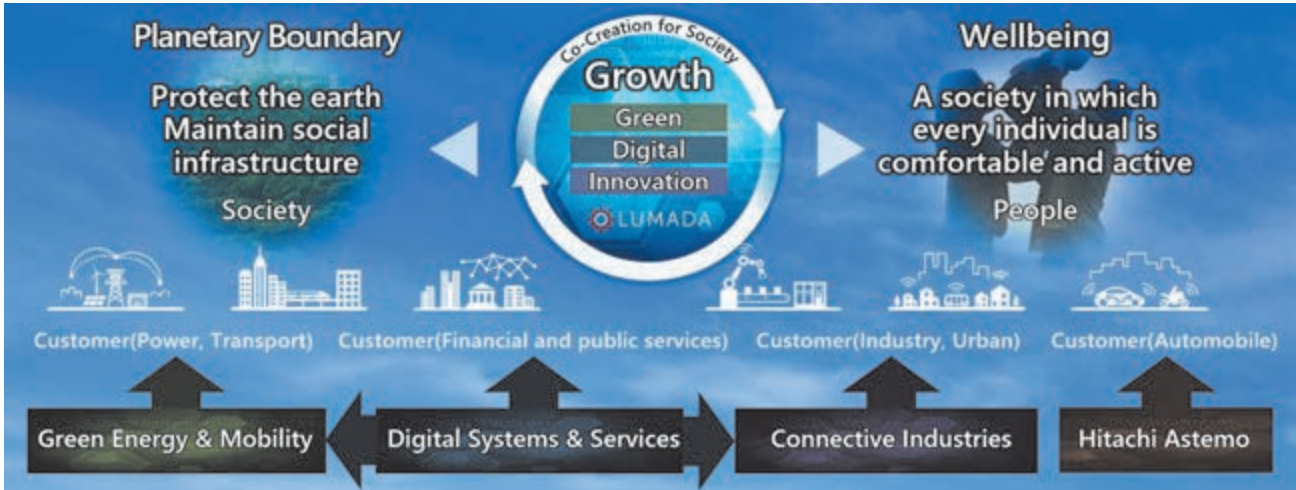 Planetary Boundary
Protect the earth
Maintain social
infrastructure
Society
Co-Creation for Society
Growth
Green
Digital
Innovation
LUMADA
Wellbeing
A society in which
every individual is
comfortable and active
People
Customer(Power, Transport)
Customer(Financial and public services)
Customer(Industry, Urban)
Customer(Automobile)
Green Energy & Mobility
Digital Systems & Services
Connective Industries
Hitachi Astemo